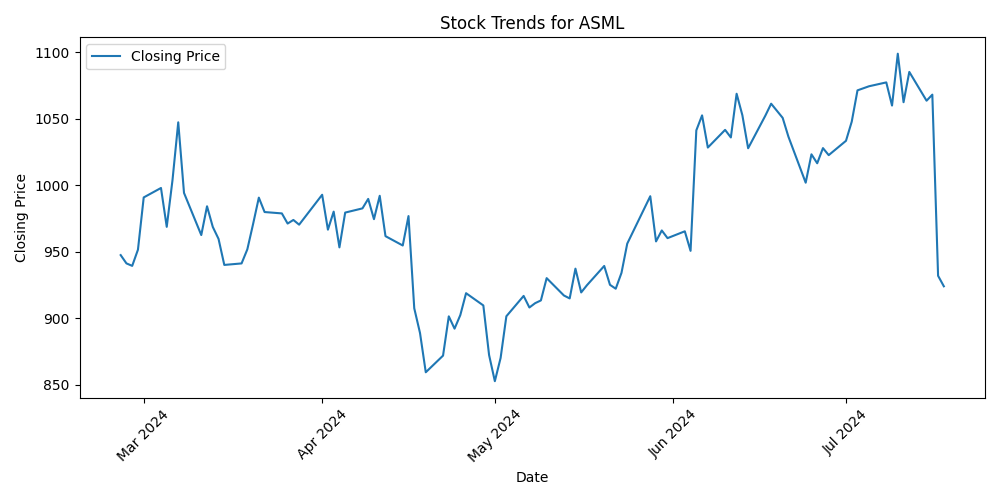 Stock Trends for ASML
Closing Price
1100
1050
1000
950
900
850
Closing Price
Mar 2024
Apr 2024
May 2024
Jun 2024
Jul 2024
Date